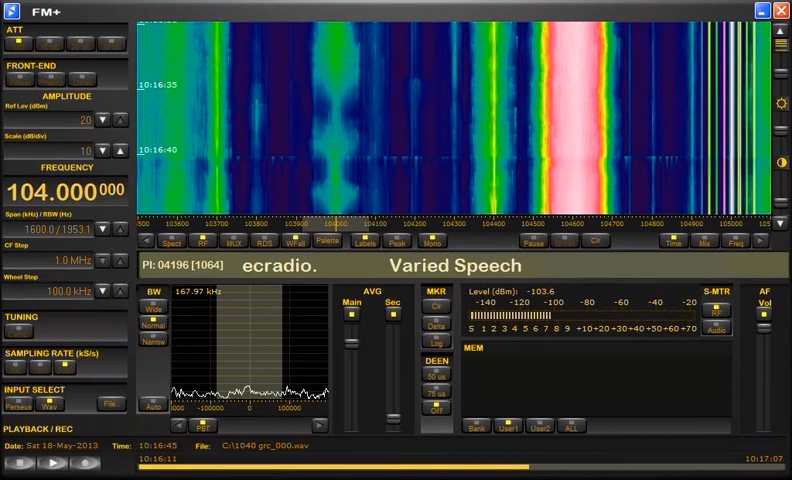 FM+
ATT
FRONT-END
AMPLITUDE
Ref Lev (dBm)
20
Scale (dB/div)
10
FREQUENCY
104.000000
Span (kHz) / RBW (Hz)
1600.0 / 1953.1
CF Step
1.0 MHz
Wheel Step
100.0 kHz
TUNING
SAMPLING RATE (kS/s)
INPUT SELECT
Perseus Wav File
PLAYBACK / REC
10:16:35
10:16:40
500 103600 103700 103800 103900 104000 104100 104200 104300 104400 104500 104600 104700 104800 104900 105000 105
Spect RF MUX RDS WFall Palette Labels Peak Mono Pause Clr Time Mix Freq
PI: 04196 [1064] ecradio. Varied Speech
BW
Wide
Normal
Narrow
Auto
167.97 kHz
-100000 0 100000
PBT
AVG
Main Sec
MKR
Clr
Delta
Log
DEEN
50 us
75 us
Off
Level (dBm): -103.6
-140 -120 -100 -80 -60 -40 -20
S 1 2 3 4 5 6 7 8 9 +10+20+30+40+50+60+70
S-MTR
RF
Audio
AF
Vol
MEM
Bank User1 User2 ALL
Date: Sat 18-May-2013 Time: 10:16:45 File: C:\1040 grc_000.wav
10:16:11 10:17:07